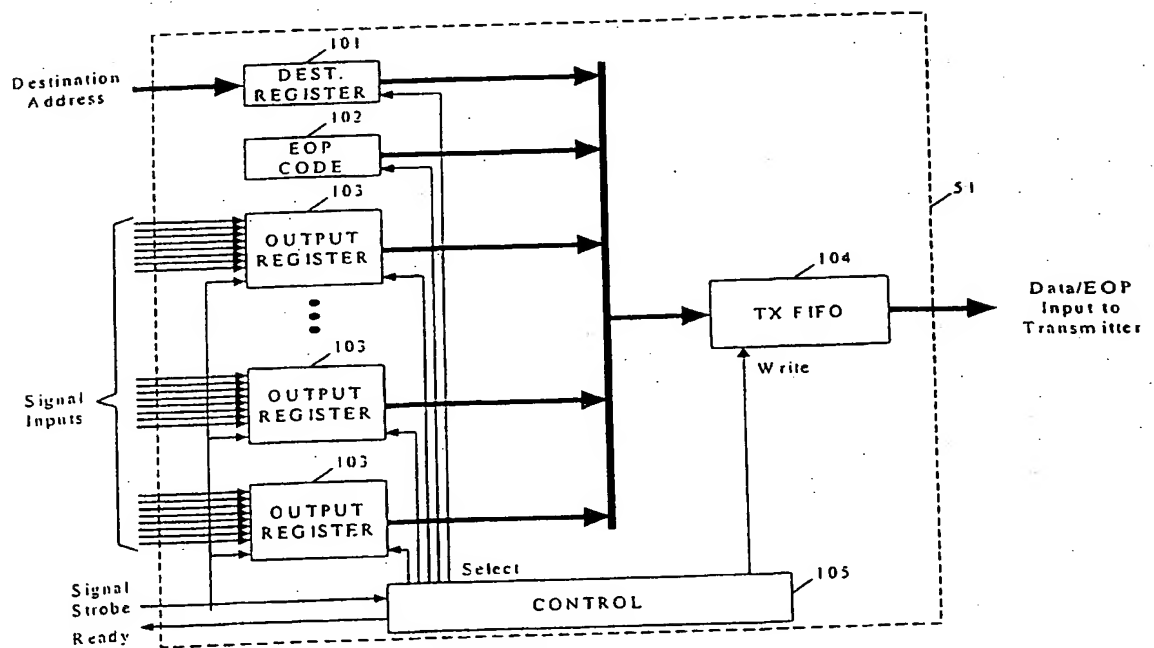 101
Destination
Address
DEST.
REGISTER
102
EOP
CODE
103
OUTPUT
REGISTER
51
104
TX FIFO
Data/EOP
Input to
Transmitter
Write
103
OUTPUT
REGISTER
Signal
Inputs
103
OUTPUT
REGISTER
Select
105
Signal
Strobe
CONTROL
Ready